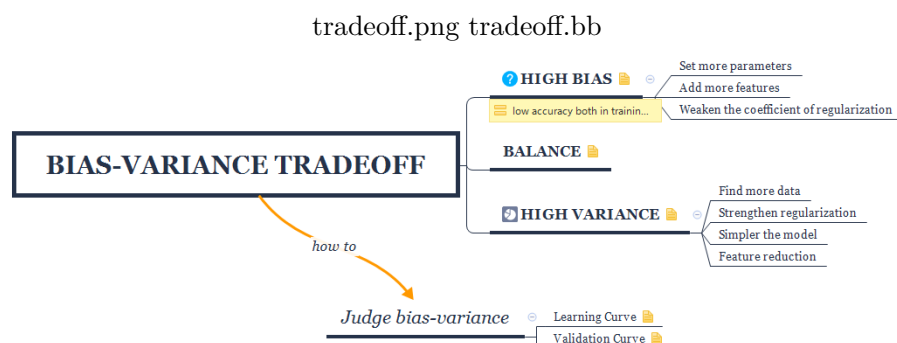 tradeoff.png tradeoff.bb
HIGH BIAS
Set more parameters
Add more features
Weaken the coefficient of regularization
low accuracy both in trainin...
BIAS-VARIANCE TRADEOFF
BALANCE
HIGH VARIANCE
Find more data
Strengthen regularization
Simpler the model
Feature reduction
how to
Judge bias-variance
Learning Curve
Validation Curve